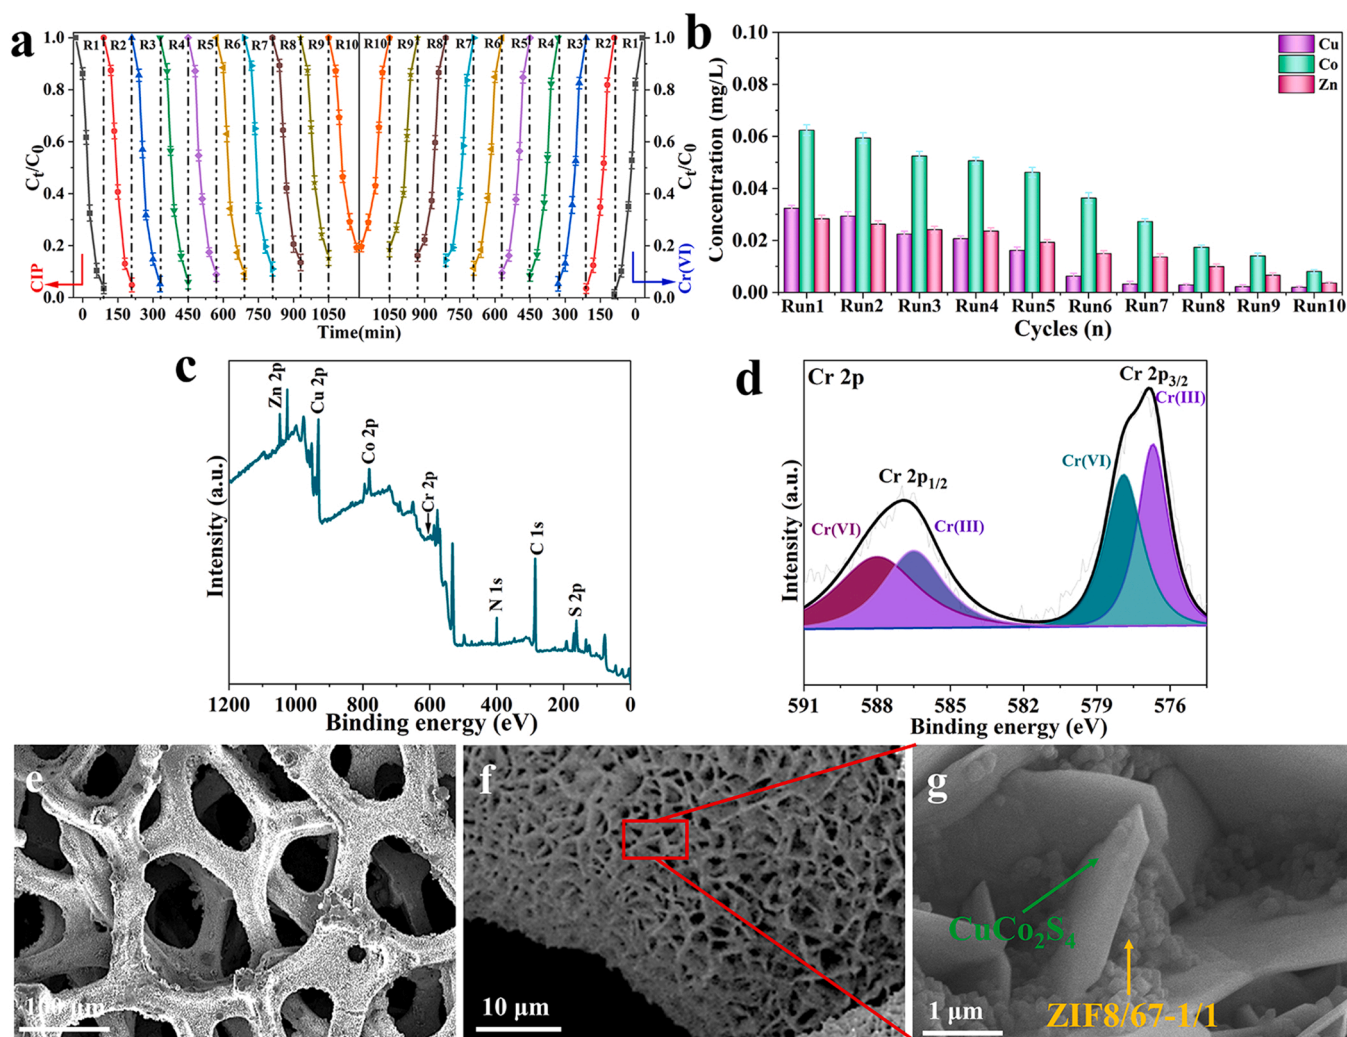 a
R1 R2 R3 R4 R5 R6 R7 R8 R9 R10 R10 R9 R8 R7 R6 R5 R4 R3 R2 R1
1.0
0.8
0.6
0.4
0.2
0.0
Ct/C0
CIP
1.0
0.8
0.6
0.4
0.2
0.0
Ct/C0
Cr(VI)
0 150 300 450 600 750 900 1050 1050 900 750 600 450 300 150 0
Time(min)
b
Cu
Co
Zn
0.10
0.08
0.06
0.04
0.02
0.00
Concentration (mg/L)
Run1 Run2 Run3 Run4 Run5 Run6 Run7 Run8 Run9 Run10
Cycles (n)
c
Zn 2p
Cu 2p
Co 2p
Cr 2p
N 1s
C 1s
S 2p
Intensity (a.u.)
1200 1000 800 600 400 200 0
Binding energy (eV)
d
Cr 2p
Cr 2p3/2
Cr(III)
Cr(VI)
Cr 2p1/2
Cr(VI)
Cr(III)
Intensity (a.u.)
591 588 585 582 579 576
Binding energy (eV)
e
100 μm
f
10 μm
g
CuCo2S4
ZIF8/67-1/1
1 μm